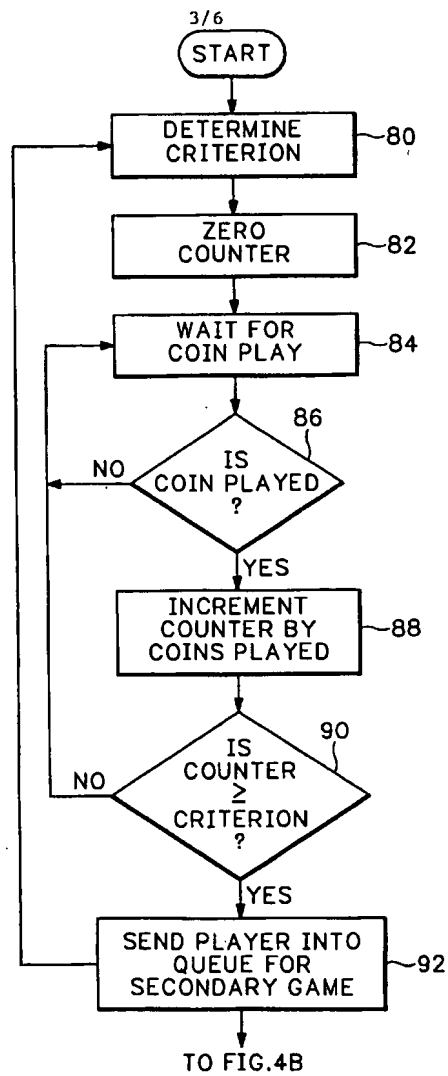 3/6
START
DETERMINE
CRITERION
80
ZERO
COUNTER
82
WAIT FOR
COIN PLAY
84
86
IS
COIN PLAYED
?
NO
YES
INCREMENT
COUNTER BY
COINS PLAYED
88
90
IS
COUNTER
≥
CRITERION
?
NO
YES
SEND PLAYER INTO
QUEUE FOR
SECONDARY GAME
92
TO FIG.4B